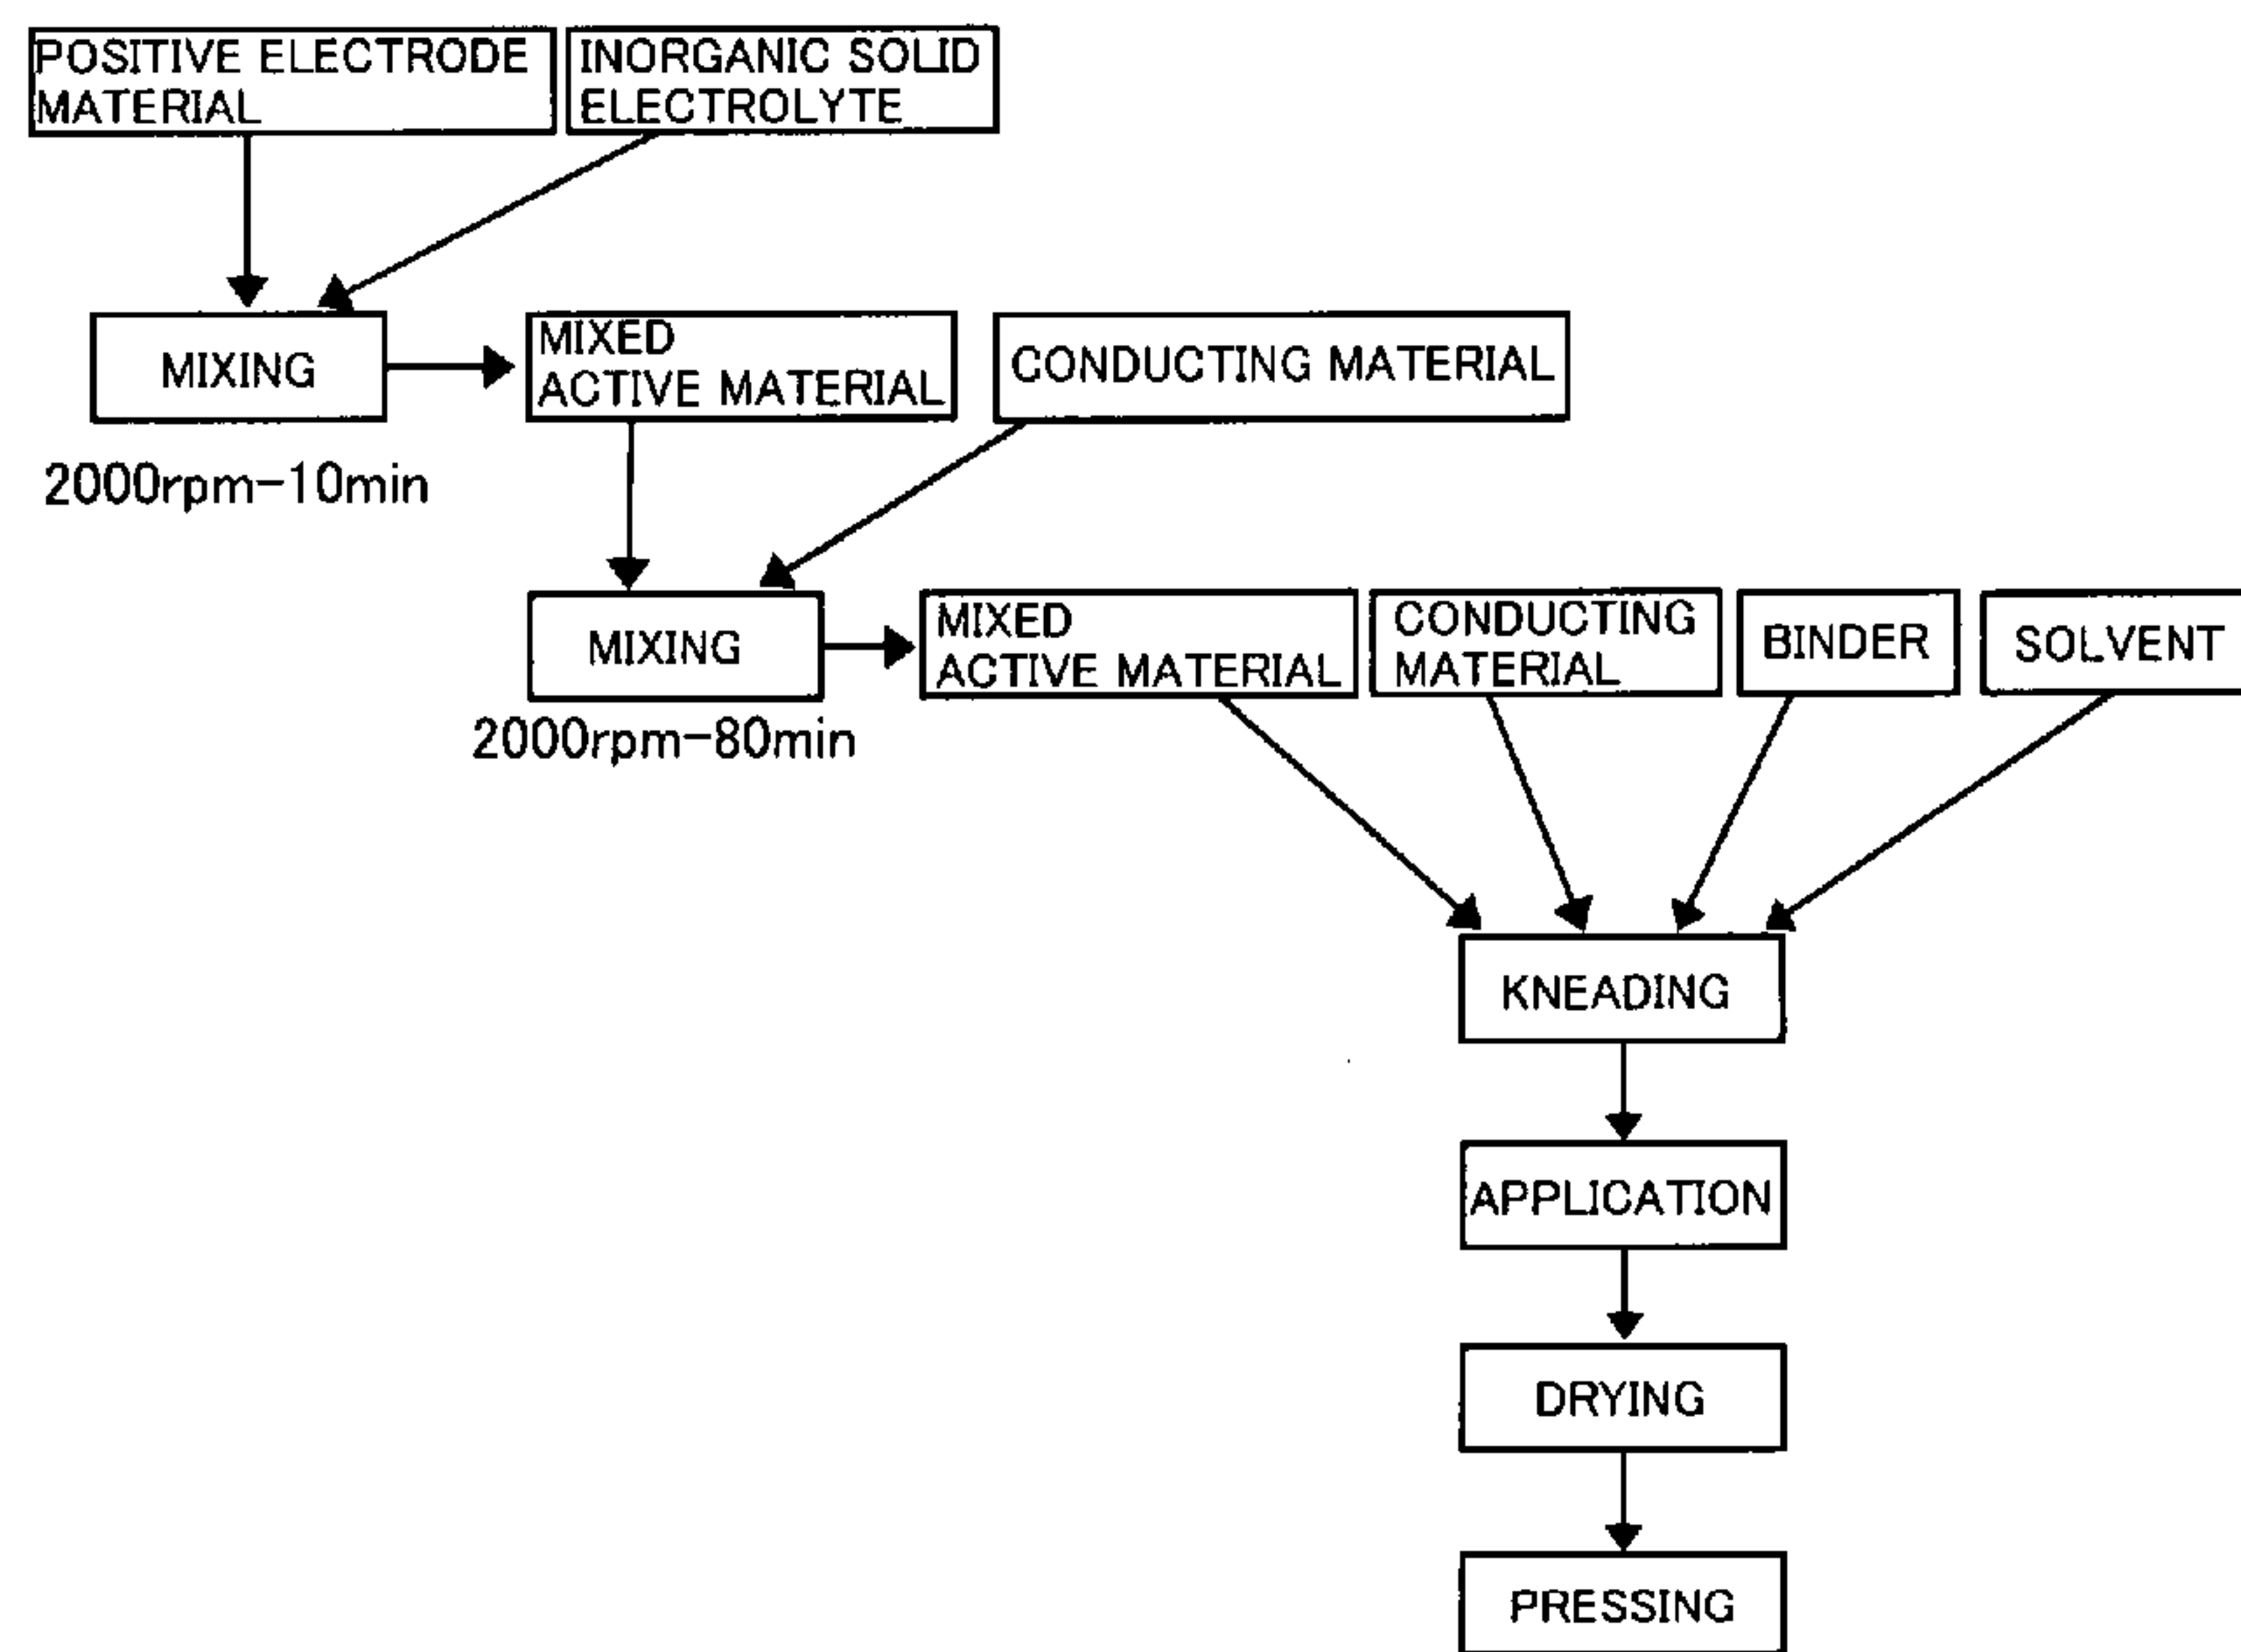 POSITIVE ELECTRODE
MATERIAL
INORGANIC SOLID
ELECTROLYTE
MIXING
MIXED
ACTIVE MATERIAL
CONDUCTING MATERIAL
2000rpm-10min
MIXING
MIXED
ACTIVE MATERIAL
CONDUCTING
MATERIAL
BINDER
SOLVENT
2000rpm-80min
KNEADING
APPLICATION
DRYING
PRESSING